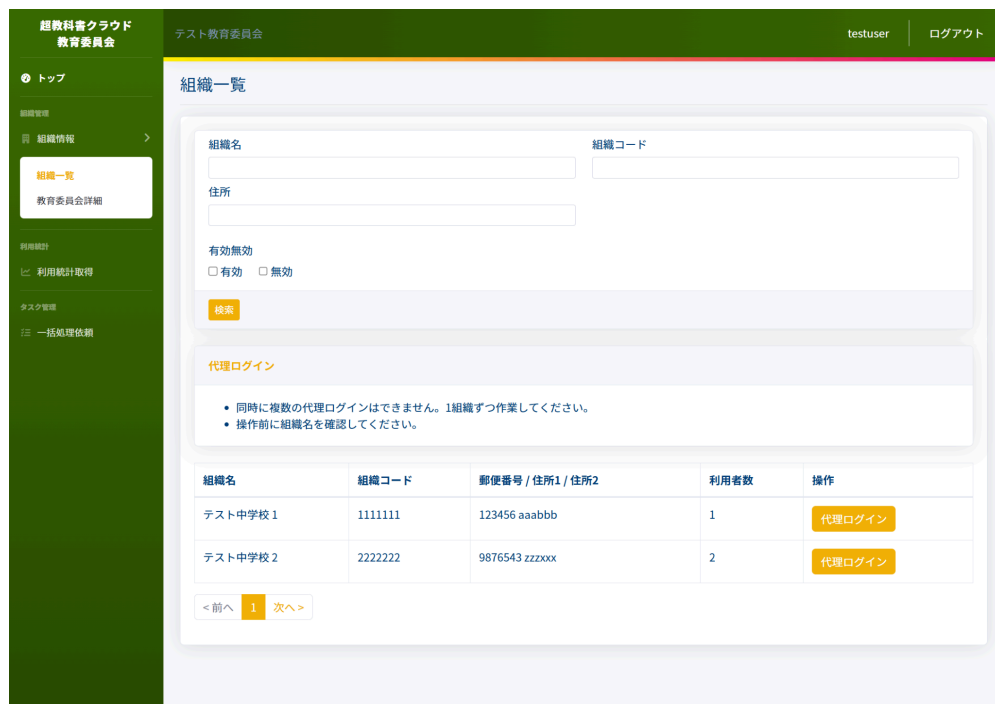 超教科書クラウド
教育委員会
テスト教育委員会
testuser
ログアウト
トップ
組織管理
組織情報
組織一覧
教育委員会詳細
利用統計
利用統計取得
タスク管理
一括処理依頼
組織一覧
組織名
組織コード
住所
有効無効
有効 無効
検索
代理ログイン
同時に複数の代理ログインはできません。1組織ずつ作業してください。
操作前に組織名を確認してください。
組織名 組織コード 郵便番号 / 住所1 / 住所2 利用者数 操作
テスト中学校 1 1111111 123456 aaabbb 1 代理ログイン
テスト中学校 2 2222222 9876543 zzzxxx 2 代理ログイン
< 前へ 1 次へ >